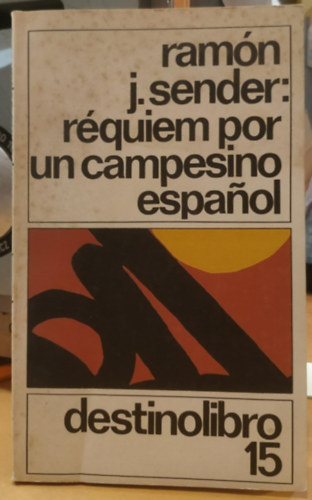 ramón
j. sender:
réquiem por
un campesino
español
destinolibro
15